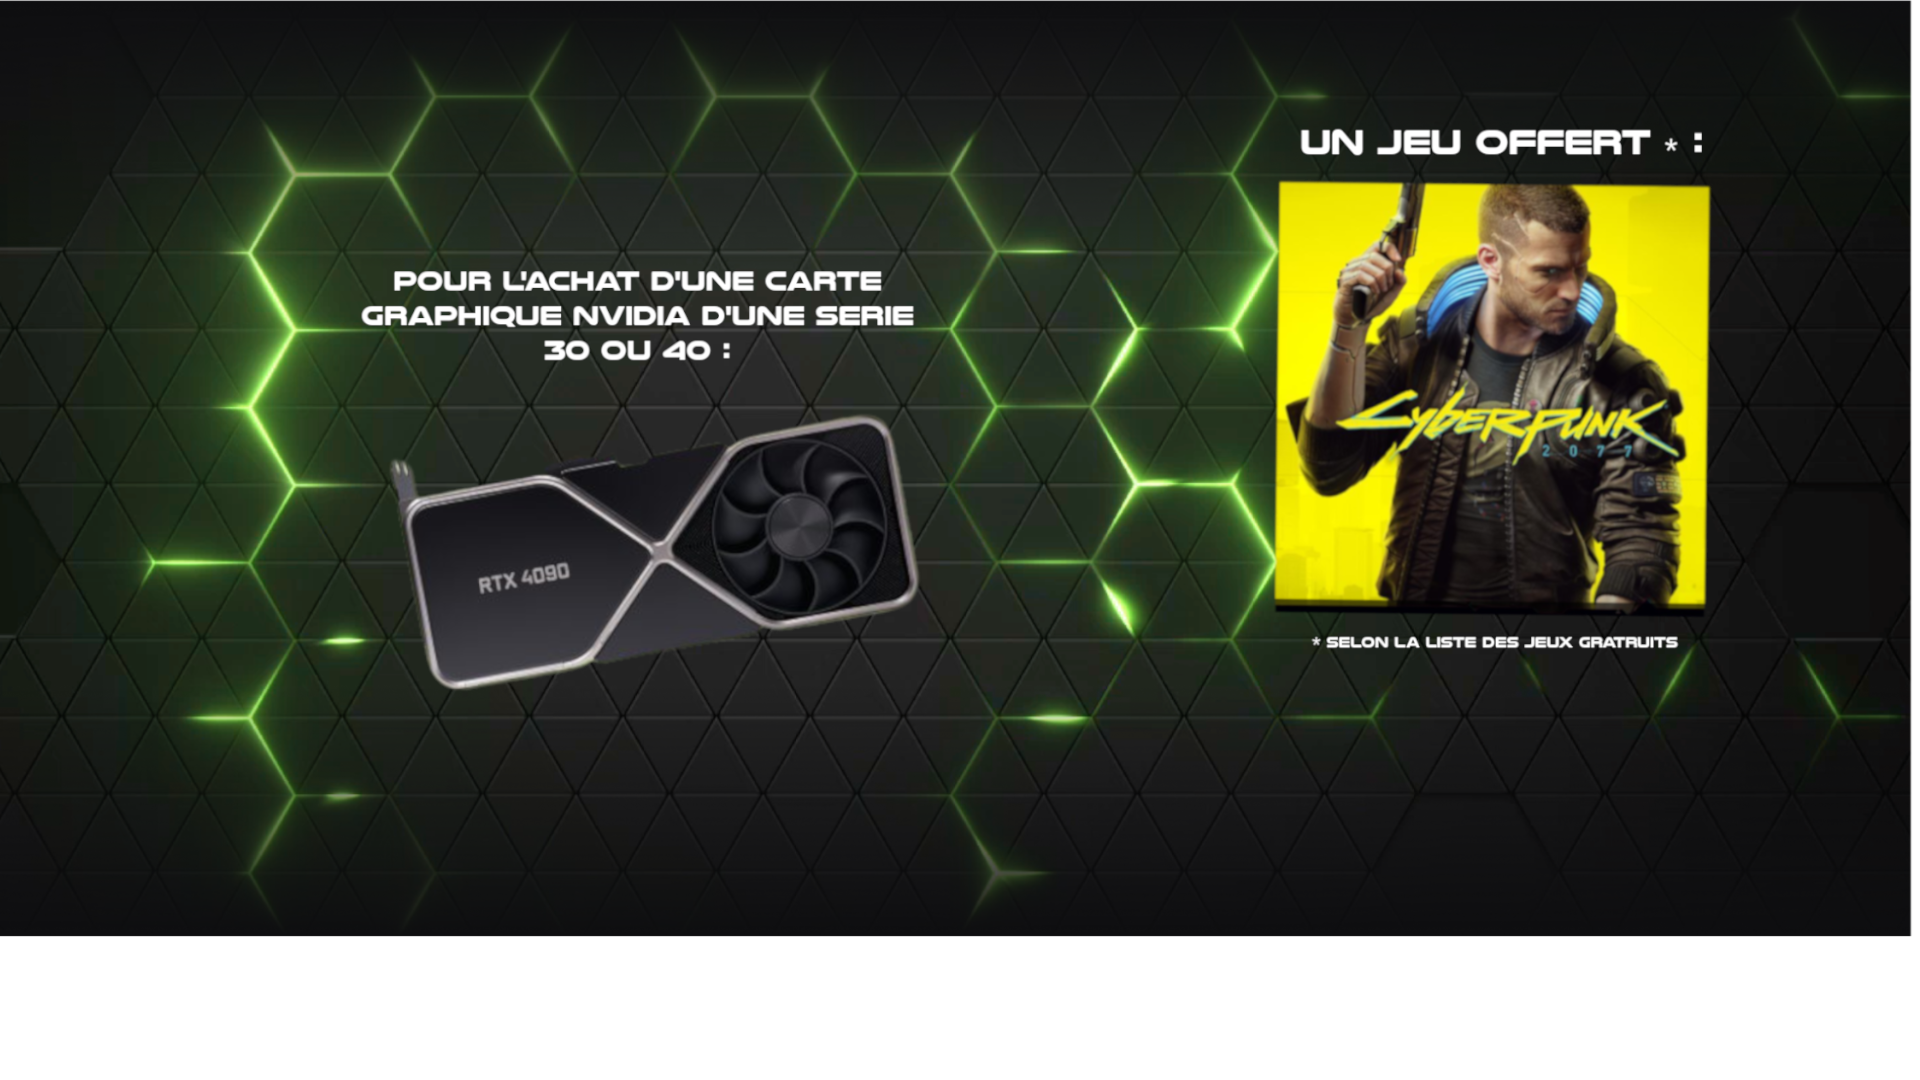 POUR L'ACHAT D'UNE CARTE
GRAPHIQUE NVIDIA D'UNE SERIE
30 OU 40 :
RTX 4090
UN JEU OFFERT * :
CYBERPUNK
2077
* SELON LA LISTE DES JEUX GRATRUITS